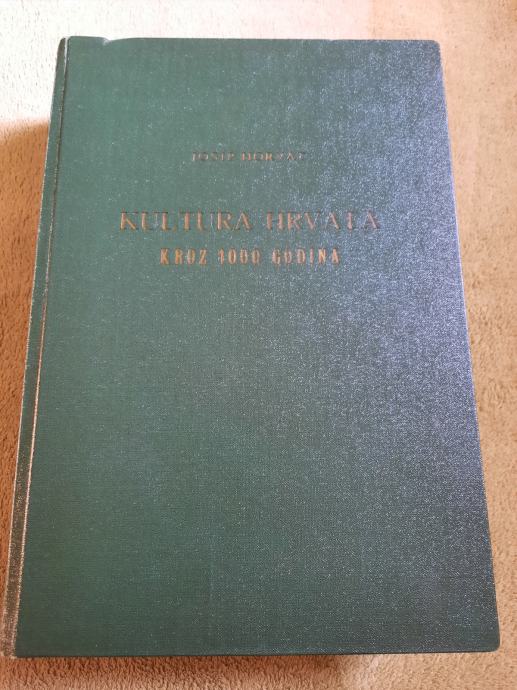 JOSIP HORVAT
KULTURA HRVATA
KROZ 1000 GODINA